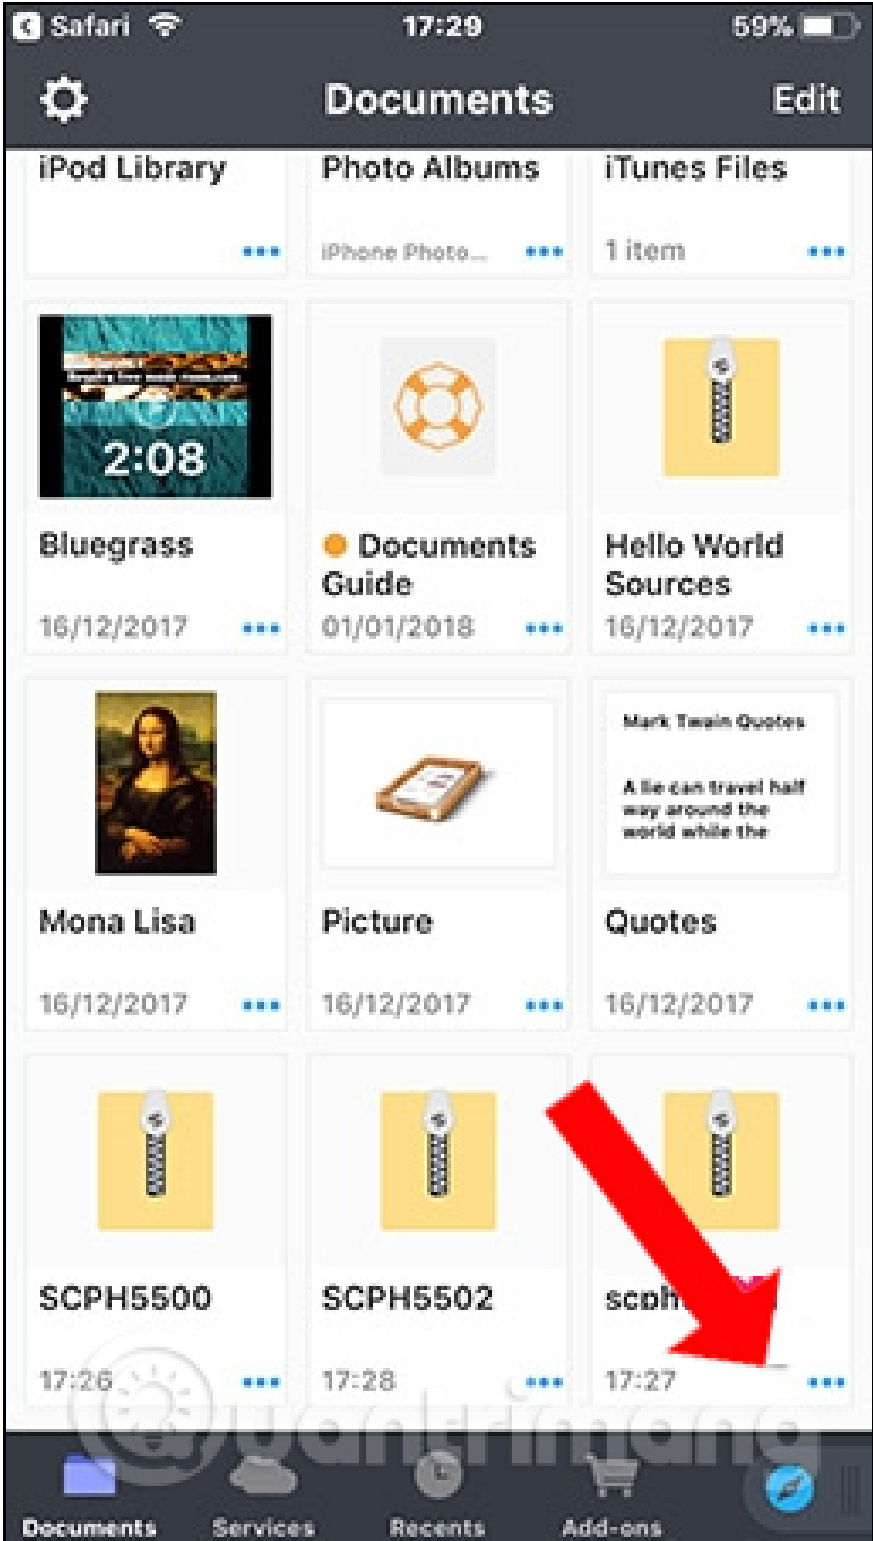 Safari 17:29 59%
Documents Edit
iPod Library Photo Albums iTunes Files
iPhone Photo... 1 item
2:08
Bluegrass Documents Guide Hello World Sources
16/12/2017 01/01/2018 16/12/2017
Mark Twain Quotes
A lie can travel half
way around the
world while the
Mona Lisa Picture Quotes
16/12/2017 16/12/2017 16/12/2017
SCPH5500 SCPH5502 scph
17:26 17:28 17:27
Quantrimang
Documents Services Recents Add-ons